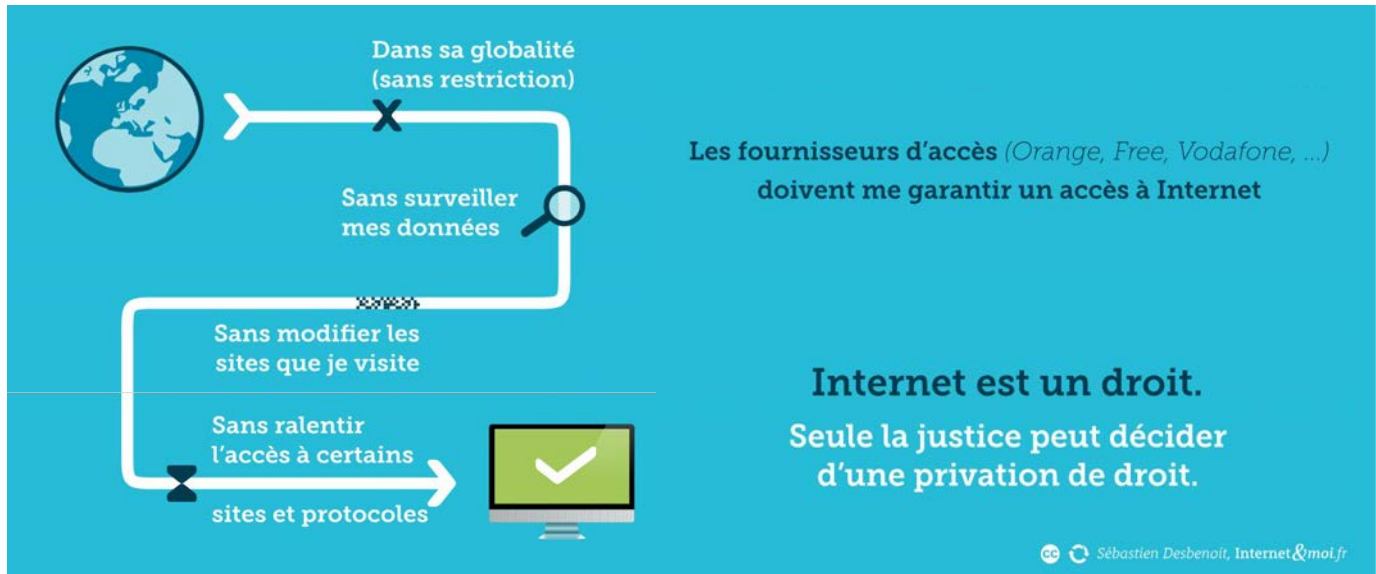 Dans sa globalité
(sans restriction)
Sans surveiller
mes données
Sans modifier les
sites que je visite
Sans ralentir
l'accès à certains
sites et protocoles
Les fournisseurs d'accès (Orange, Free, Vodafone, ...)
doivent me garantir un accès à Internet
Internet est un droit.
Seule la justice peut décider
d'une privation de droit.
cc Sébastien Desbenoit, Internet&moi.fr